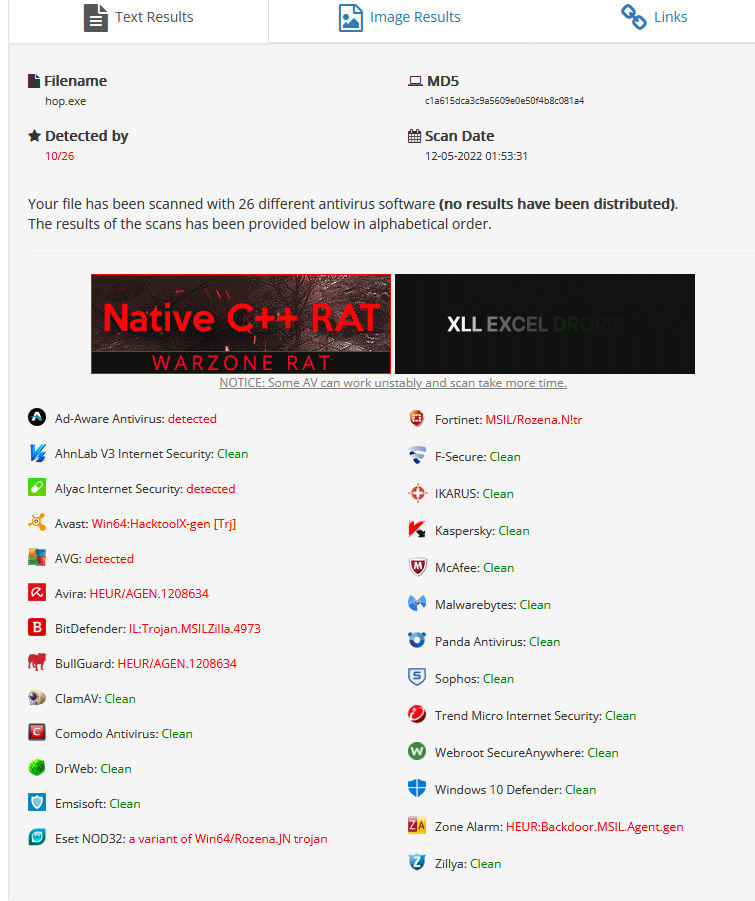 Text Results
Image Results
Links
Filename
hop.exe
MD5
c1a615dca3c9a5609e0e50f4b8c081a4
Detected by
10/26
Scan Date
12-05-2022 01:53:31
Your file has been scanned with 26 different antivirus software (no results have been distributed).
The results of the scans has been provided below in alphabetical order.
Native C++ RAT
WARZONE RAT
XLL EXCEL DROPPER
NOTICE: Some AV can work unstably and scan take more time.
Ad-Aware Antivirus: detected
AhnLab V3 Internet Security: Clean
Alyac Internet Security: detected
Avast: Win64:HacktoolX-gen [Trj]
AVG: detected
Avira: HEUR/AGEN.1208634
BitDefender: IL:Trojan.MSILZilla.4973
BullGuard: HEUR/AGEN.1208634
ClamAV: Clean
Comodo Antivirus: Clean
DrWeb: Clean
Emsisoft: Clean
Eset NOD32: a variant of Win64/Rozena.JN trojan
Fortinet: MSIL/Rozena.N!tr
F-Secure: Clean
IKARUS: Clean
Kaspersky: Clean
McAfee: Clean
Malwarebytes: Clean
Panda Antivirus: Clean
Sophos: Clean
Trend Micro Internet Security: Clean
Webroot SecureAnywhere: Clean
Windows 10 Defender: Clean
Zone Alarm: HEUR:Backdoor.MSIL.Agent.gen
Zillya: Clean